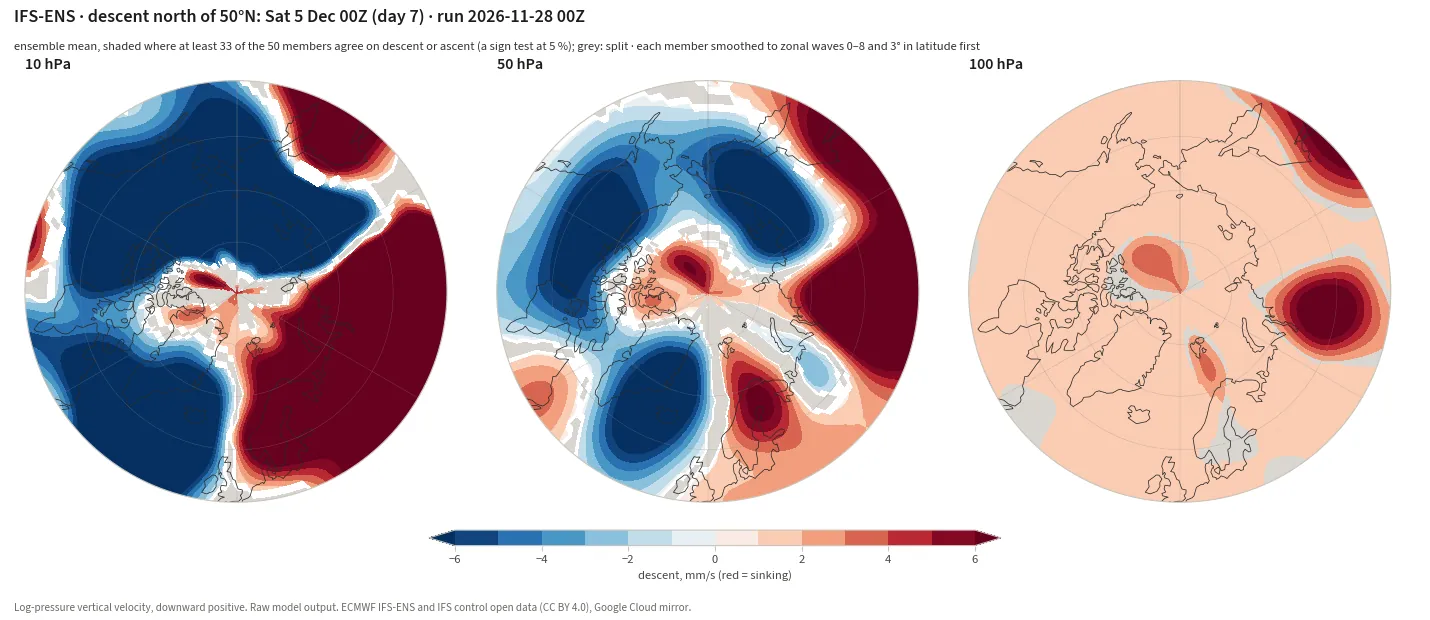 IFS-ENS · descent north of 50°N: Sat 5 Dec 00Z (day 7) · run 2026-11-28 00Z
ensemble mean, shaded where at least 33 of the 50 members agree on descent or ascent (a sign test at 5 %); grey: split · each member smoothed to zonal waves 0–8 and 3° in latitude first
10 hPa
50 hPa
100 hPa
−6 −4 −2 0 2 4 6
descent, mm/s (red = sinking)
Log-pressure vertical velocity, downward positive. Raw model output. ECMWF IFS-ENS and IFS control open data (CC BY 4.0), Google Cloud mirror.